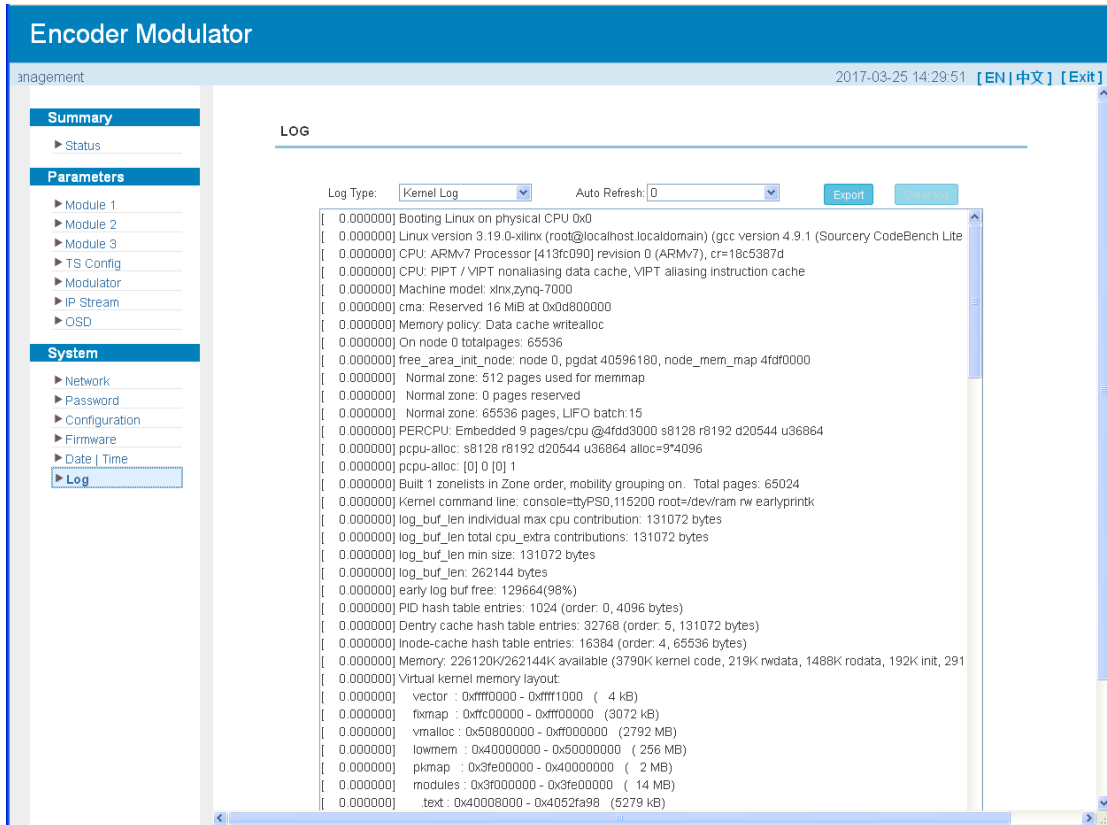 Encoder Modulator
anagement
2017-03-25 14:29:51 [ EN | 中文 ] [ Exit ]
Summary
Status
Parameters
Module 1
Module 2
Module 3
TS Config
Modulator
IP Stream
OSD
System
Network
Password
Configuration
Firmware
Date | Time
Log
LOG
Log Type: Kernel Log Auto Refresh: 0 Export Clear log
[ 0.000000] Booting Linux on physical CPU 0x0
[ 0.000000] Linux version 3.19.0-xilinx (root@localhost.localdomain) (gcc version 4.9.1 (Sourcery CodeBench Lite
[ 0.000000] CPU: ARMv7 Processor [413fc090] revision 0 (ARMv7), cr=18c5387d
[ 0.000000] CPU: PIPT / VIPT nonaliasing data cache, VIPT aliasing instruction cache
[ 0.000000] Machine model: xlnx,zynq-7000
[ 0.000000] cma: Reserved 16 MiB at 0x0d800000
[ 0.000000] Memory policy: Data cache writealloc
[ 0.000000] On node 0 totalpages: 65536
[ 0.000000] free_area_init_node: node 0, pgdat 40596180, node_mem_map 4fdf0000
[ 0.000000] Normal zone: 512 pages used for memmap
[ 0.000000] Normal zone: 0 pages reserved
[ 0.000000] Normal zone: 65536 pages, LIFO batch:15
[ 0.000000] PERCPU: Embedded 9 pages/cpu @4fdd3000 s8128 r8192 d20544 u36864
[ 0.000000] pcpu-alloc: s8128 r8192 d20544 u36864 alloc=9*4096
[ 0.000000] pcpu-alloc: [0] 0 [0] 1
[ 0.000000] Built 1 zonelists in Zone order, mobility grouping on. Total pages: 65024
[ 0.000000] Kernel command line: console=ttyPS0,115200 root=/dev/ram rw earlyprintk
[ 0.000000] log_buf_len individual max cpu contribution: 131072 bytes
[ 0.000000] log_buf_len total cpu_extra contributions: 131072 bytes
[ 0.000000] log_buf_len min size: 131072 bytes
[ 0.000000] log_buf_len: 262144 bytes
[ 0.000000] early log buf free: 129664(98%)
[ 0.000000] PID hash table entries: 1024 (order: 0, 4096 bytes)
[ 0.000000] Dentry cache hash table entries: 32768 (order: 5, 131072 bytes)
[ 0.000000] Inode-cache hash table entries: 16384 (order: 4, 65536 bytes)
[ 0.000000] Memory: 226120K/262144K available (3790K kernel code, 219K rwdata, 1488K rodata, 192K init, 291
[ 0.000000] Virtual kernel memory layout:
[ 0.000000] vector : 0xffff0000 - 0xffff1000 ( 4 kB)
[ 0.000000] fixmap : 0xffc00000 - 0xfff00000 (3072 kB)
[ 0.000000] vmalloc : 0x50800000 - 0xff000000 (2792 MB)
[ 0.000000] lowmem : 0x40000000 - 0x50000000 ( 256 MB)
[ 0.000000] pkmap : 0x3fe00000 - 0x40000000 ( 2 MB)
[ 0.000000] modules : 0x3f000000 - 0x3fe00000 ( 14 MB)
[ 0.000000] .text : 0x40008000 - 0x4052fa98 (5279 kB)